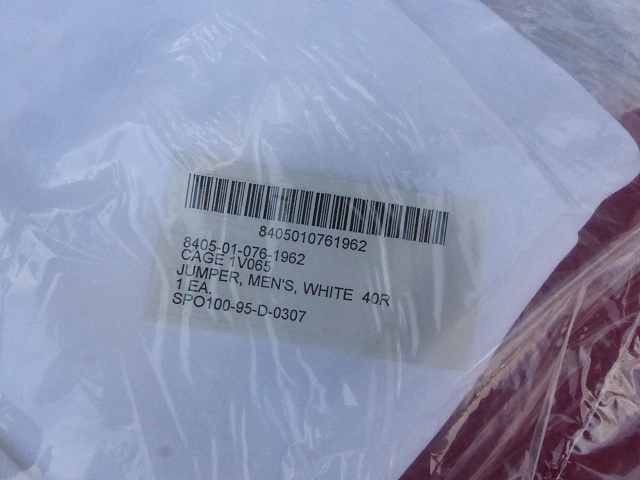 8405010761962
8405-01-076-1962
CAGE 1V065
JUMPER, MEN'S, WHITE 40R
1 EA.
SPO100-95-D-0307